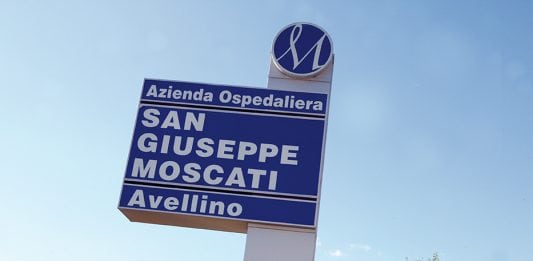 M
Azienda Ospedaliera
SAN
GIUSEPPE
MOSCATI
Avellino